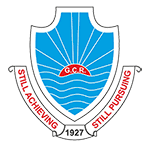 G.C.R.
STILL ACHIEVING
1927
STILL PURSUING